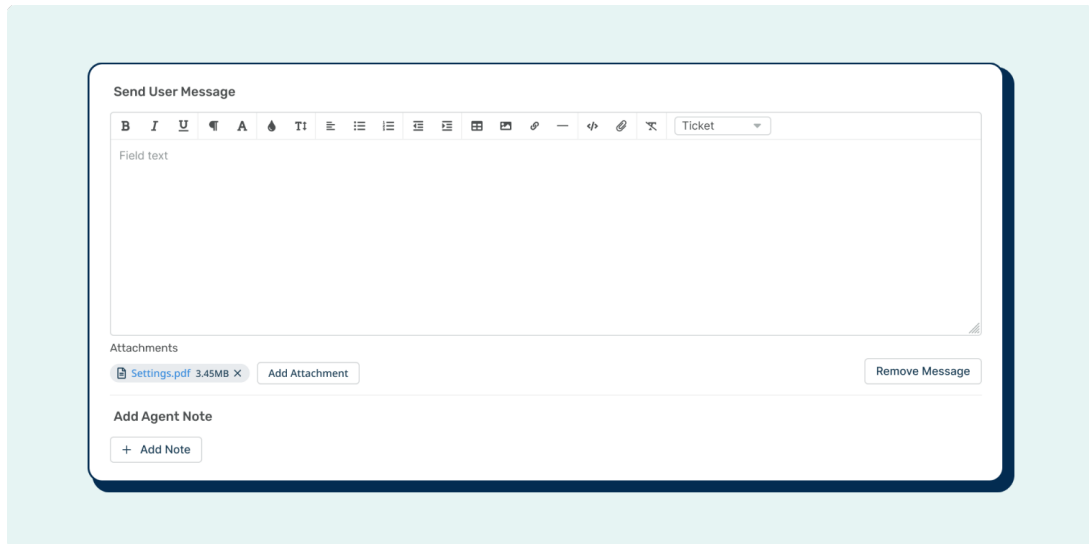 Send User Message
B I U ¶ A T Ticket
Field text
Attachments
Settings.pdf 3.45MB × Add Attachment Remove Message
Add Agent Note
+ Add Note